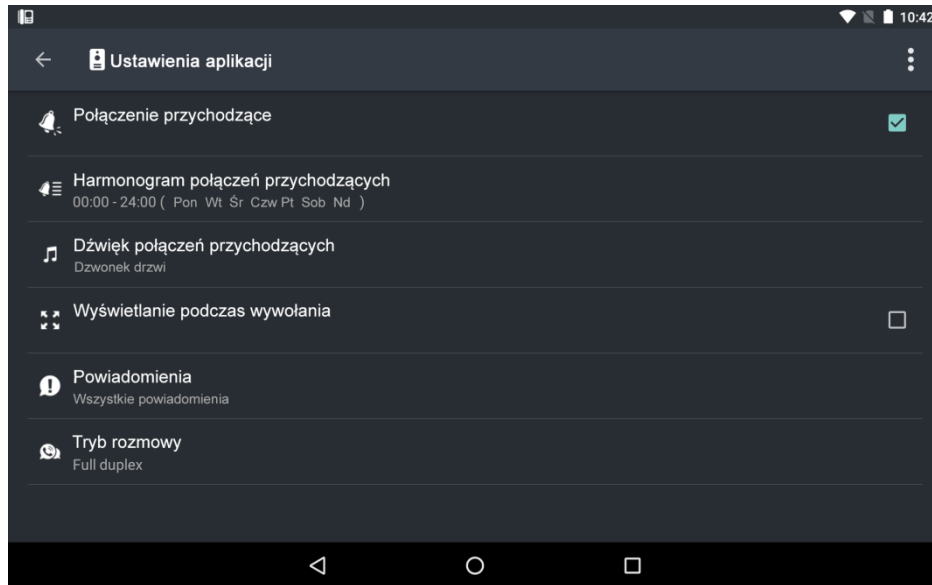 10:42
Ustawienia aplikacji
Połączenie przychodzące
Harmonogram połączeń przychodzących
00:00 - 24:00 ( Pon Wt Śr Czw Pt Sob Nd )
Dźwięk połączeń przychodzących
Dzwonek drzwi
Wyświetlanie podczas wywołania
Powiadomienia
Wszystkie powiadomienia
Tryb rozmowy
Full duplex